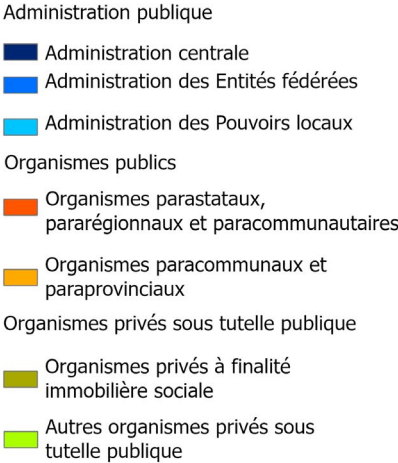 Administration publique
Administration centrale
Administration des Entités fédérées
Administration des Pouvoirs locaux
Organismes publics
Organismes parastataux,
pararégionnaux et paracommunautaires
Organismes paracommunaux et
paraprovinciaux
Organismes privés sous tutelle publique
Organismes privés à finalité
immobilière sociale
Autres organismes privés sous
tutelle publique